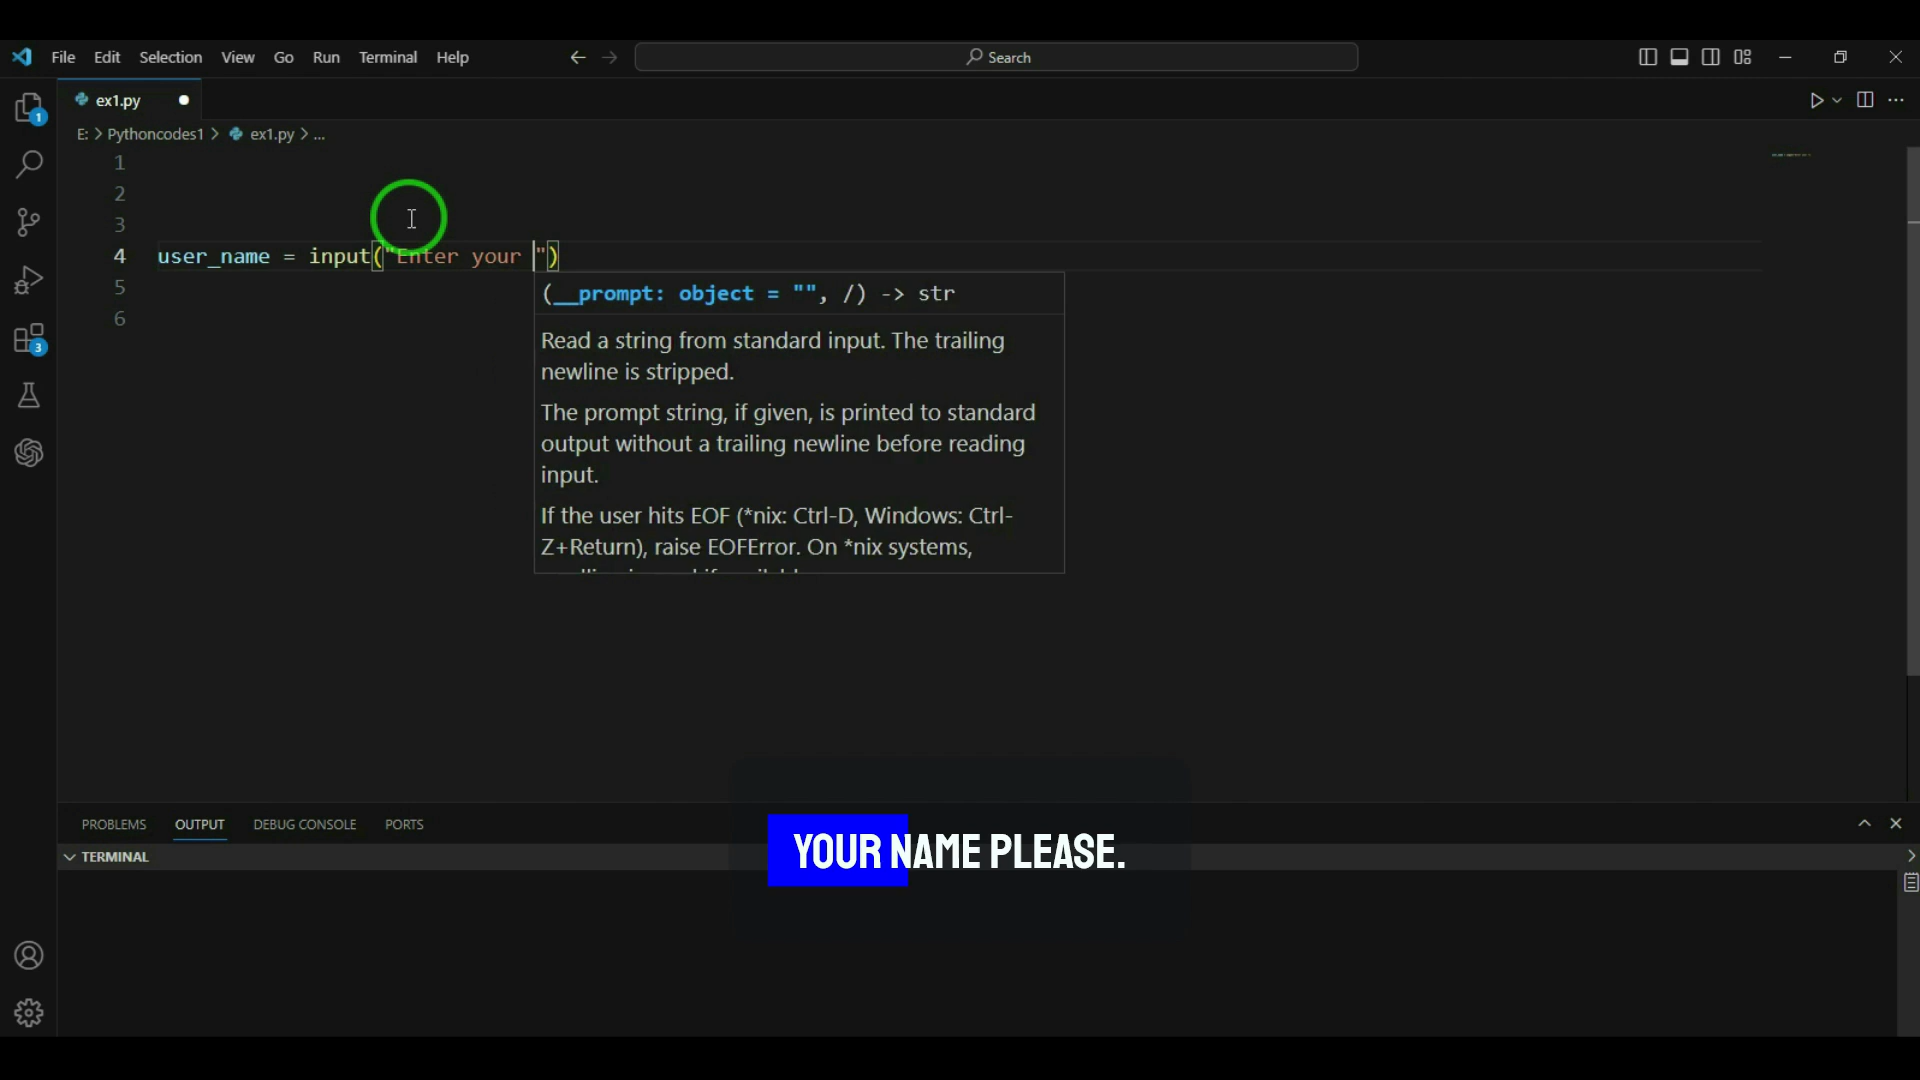 File Edit Selection View Go Run Terminal Help
Search
ex1.py
1
E: > Pythoncodes1 > ex1.py > ...
1
2
3
4 user_name = input("Enter your ")
5
6
3
(__prompt: object = "", /) -> str
Read a string from standard input. The trailing
newline is stripped.
The prompt string, if given, is printed to standard
output without a trailing newline before reading
input.
If the user hits EOF (*nix: Ctrl-D, Windows: Ctrl-
Z+Return), raise EOFError. On *nix systems,
PROBLEMS OUTPUT DEBUG CONSOLE PORTS
TERMINAL
YOUR NAME PLEASE.